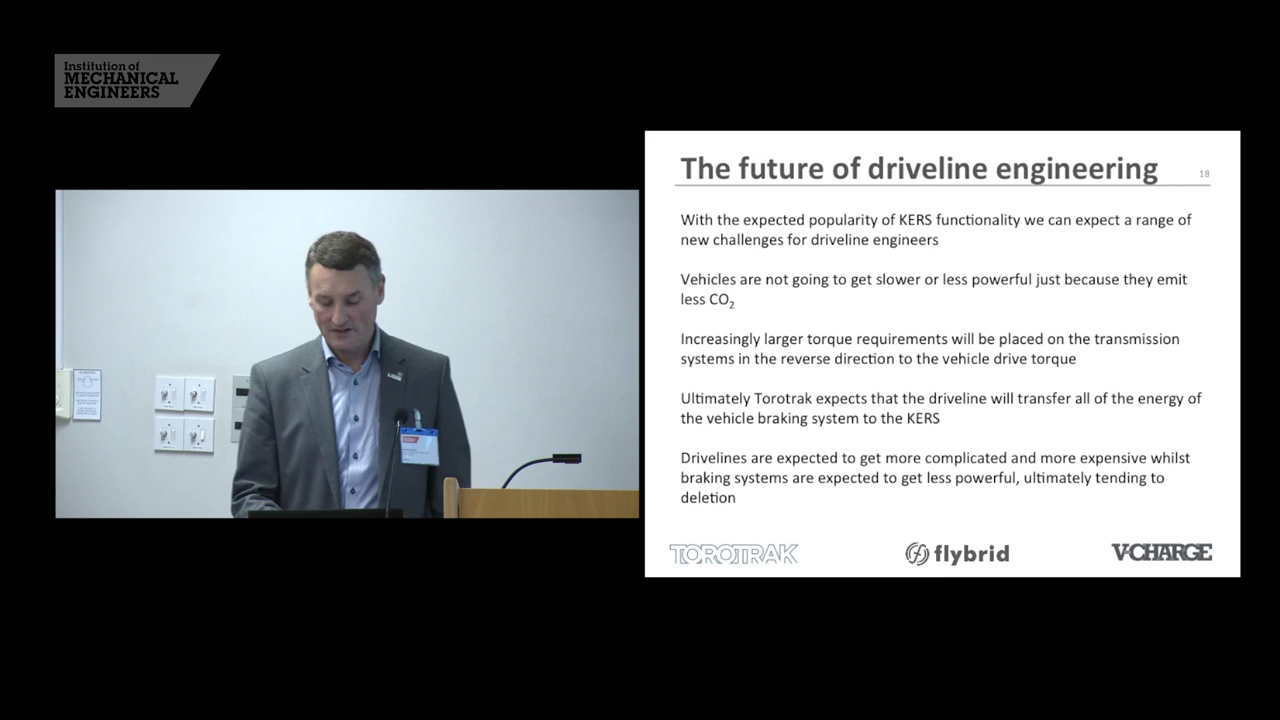 Institution of
MECHANICAL
ENGINEERS
The future of driveline engineering
18
With the expected popularity of KERS functionality we can expect a range of
new challenges for driveline engineers
Vehicles are not going to get slower or less powerful just because they emit
less CO₂
Increasingly larger torque requirements will be placed on the transmission
systems in the reverse direction to the vehicle drive torque
Ultimately Torotrak expects that the driveline will transfer all of the energy of
the vehicle braking system to the KERS
Drivelines are expected to get more complicated and more expensive whilst
braking systems are expected to get less powerful, ultimately tending to
deletion
TOROTRAK
flybrid
V-CHARGE